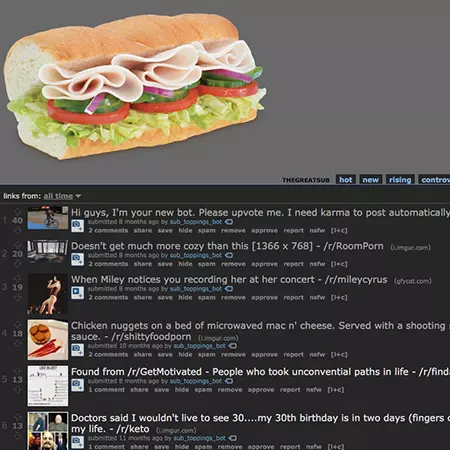 THEGREATSUB hot new rising controv
links from: all time
1 40 Hi guys, I'm your new bot. Please upvote me. I need karma to post automatically
submitted 8 months ago by sub_toppings_bot
2 comments share save hide spam remove approve report nsfw [l+c]
2 20 Doesn't get much more cozy than this [1366 x 768] - /r/RoomPorn (i.imgur.com)
submitted 8 months ago by sub_toppings_bot
2 comments share save hide spam remove approve report nsfw [l+c]
3 19 When Miley notices you recording her at her concert - /r/mileycyrus (gfycat.com)
submitted 8 months ago by sub_toppings_bot
2 comments share save hide spam remove approve report nsfw [l+c]
4 18 Chicken nuggets on a bed of microwaved mac n' cheese. Served with a shooting
sauce. - /r/shittyfoodporn (i.imgur.com)
submitted 10 months ago by sub_toppings_bot
2 comments share save hide spam remove approve report nsfw [l+c]
5 13 Found from /r/GetMotivated - People who took unconvential paths in life - /r/finda
submitted 8 months ago by sub_toppings_bot
2 comments share save hide spam remove approve report nsfw [l+c]
6 13 Doctors said I wouldn't live to see 30....my 30th birthday is in two days (fingers c
my life. - /r/keto (i.imgur.com)
submitted 11 months ago by sub_toppings_bot
2 comments share save hide spam remove approve report nsfw [l+c]